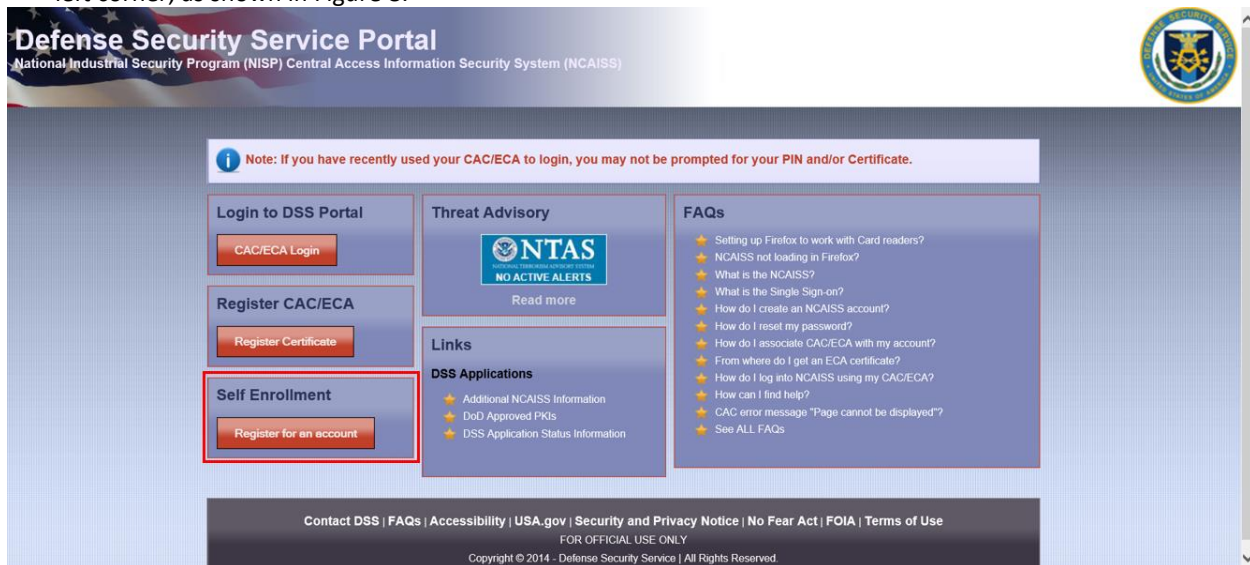 Defense Security Service Portal
National Industrial Security Program (NISP) Central Access Information Security System (NCAISS)
Note: If you have recently used your CAC/ECA to login, you may not be prompted for your PIN and/or Certificate.
Login to DSS Portal
CAC/ECA Login
Register CAC/ECA
Register Certificate
Self Enrollment
Register for an account
Threat Advisory
NTAS
NATIONAL TERRORISM ADVISORY SYSTEM
NO ACTIVE ALERTS
Read more
Links
DSS Applications
Additional NCAISS Information
DoD Approved PKIs
DSS Application Status Information
FAQs
Setting up Firefox to work with Card readers?
NCAISS not loading in Firefox?
What is the NCAISS?
What is the Single Sign-on?
How do I create an NCAISS account?
How do I reset my password?
How do I associate CAC/ECA with my account?
From where do I get an ECA certificate?
How do I log into NCAISS using my CAC/ECA?
How can I find help?
CAC error message "Page cannot be displayed"?
See ALL FAQs
Contact DSS | FAQs | Accessibility | USA.gov | Security and Privacy Notice | No Fear Act | FOIA | Terms of Use
FOR OFFICIAL USE ONLY
Copyright © 2014 - Defense Security Service | All Rights Reserved.